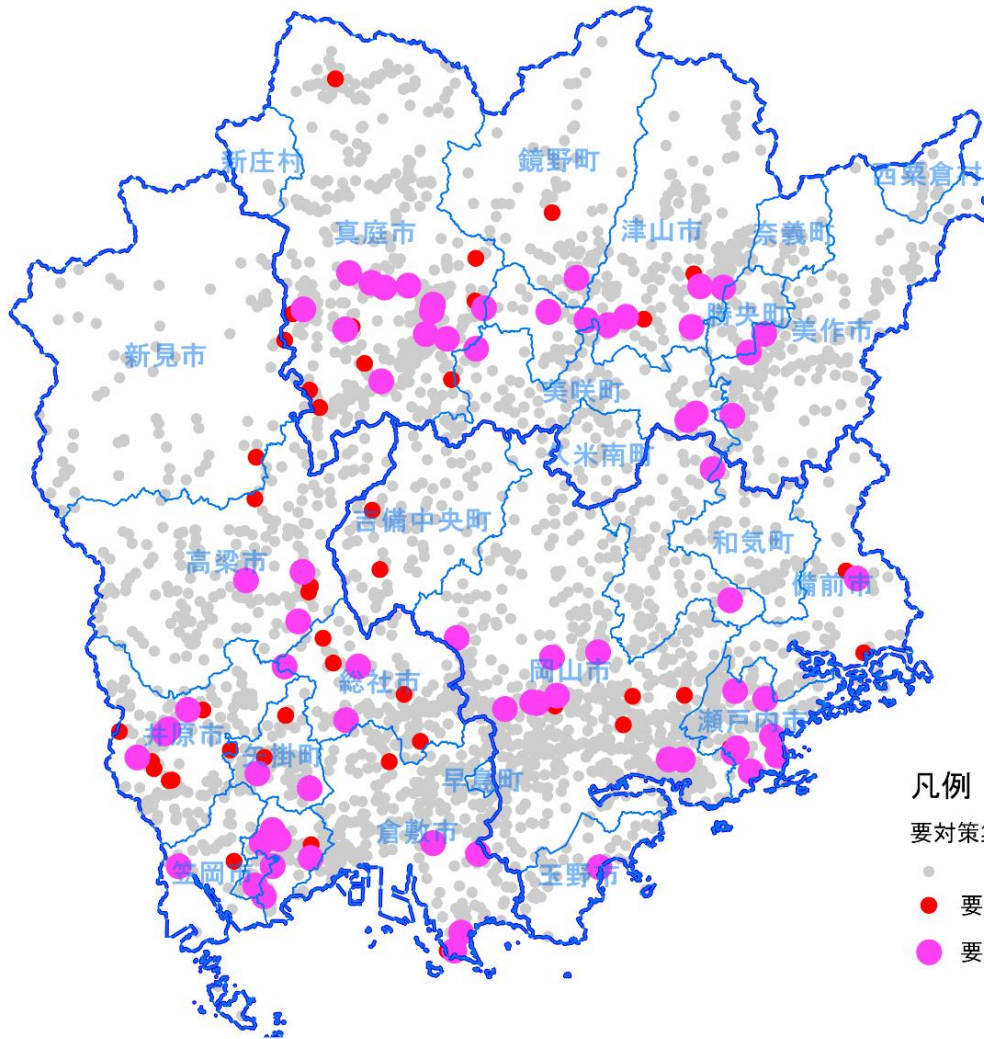 新庄村
鏡野町
西粟倉村
真庭市
津山市
奈義町
勝央町
美作市
新見市
美咲町
久米南町
吉備中央町
高梁市
和気町
備前市
総社市
岡山市
井原市
矢掛町
瀬戸内市
早島町
倉敷市
笠岡市
玉野市
凡例
要対策
要
要